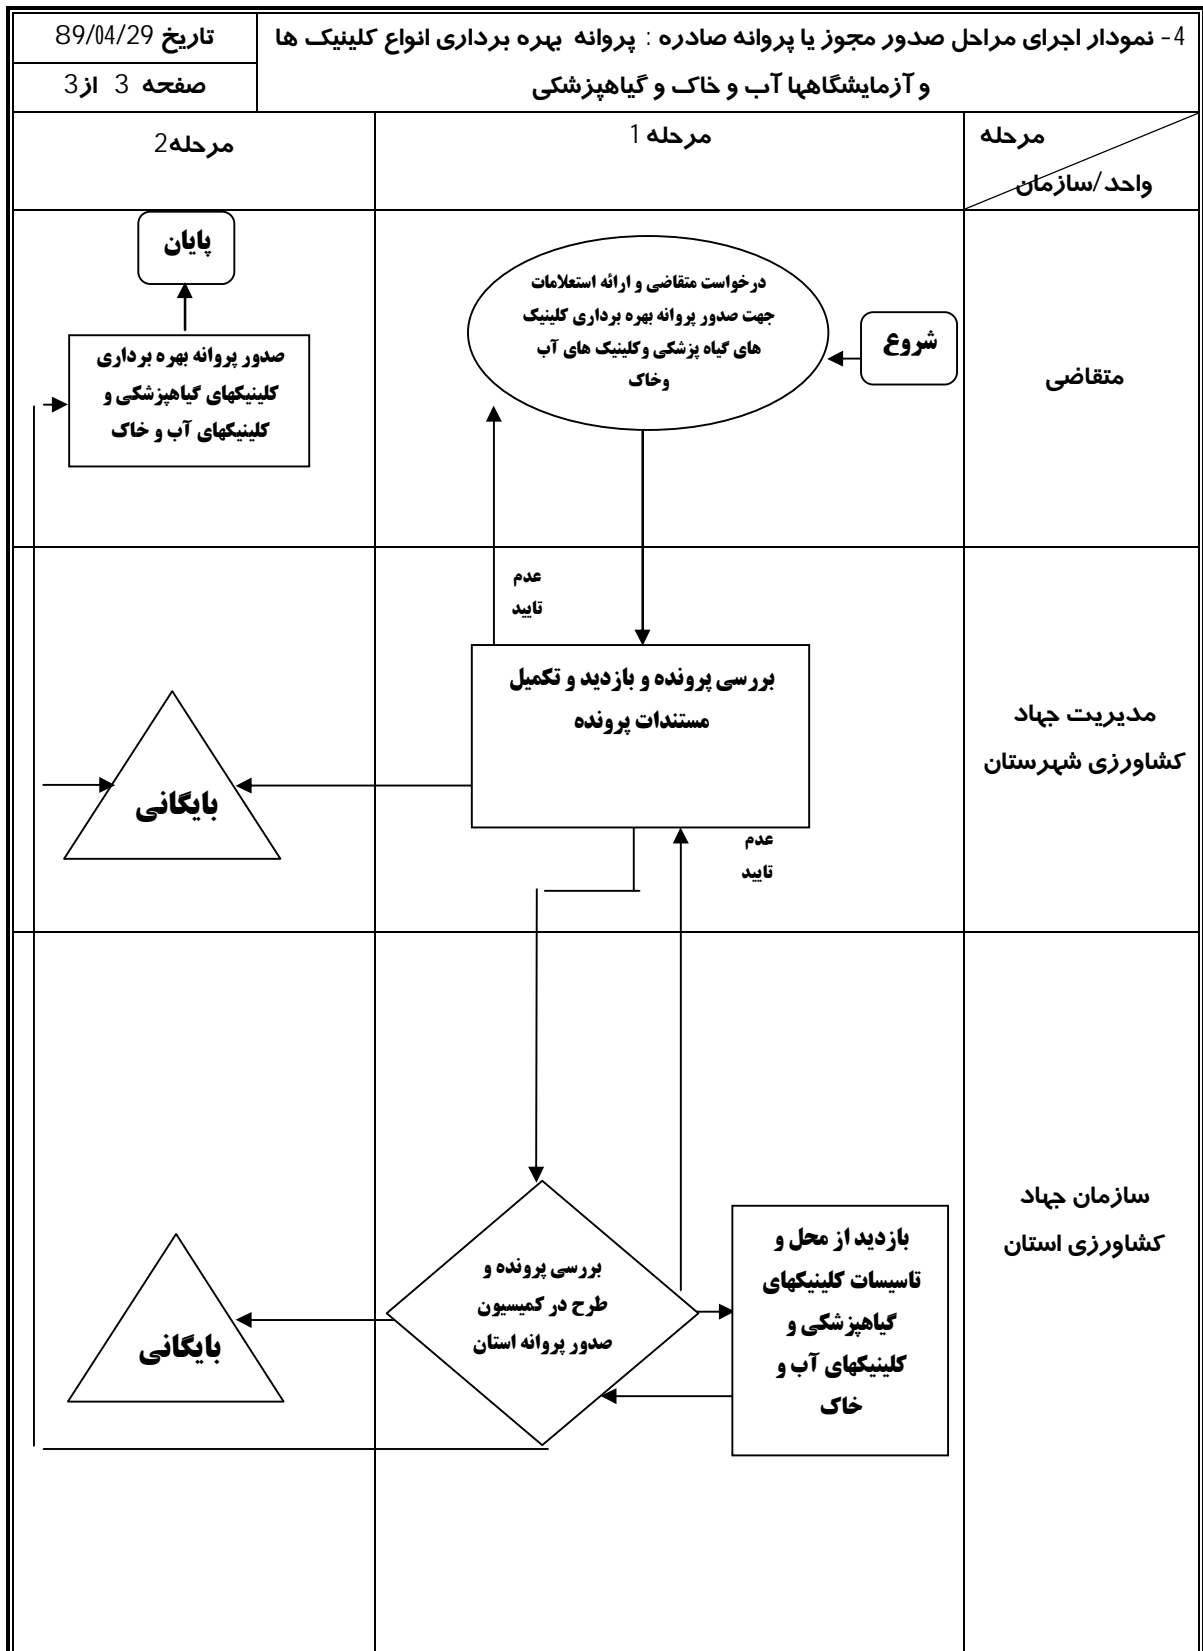 4- نمودار اجرای مراحل صدور مجوز یا پروانه صادره : پروانه بهره برداری انواع کلینیک ها
و آزمایشگاهها آب و خاک و گیاهپزشکی
تاریخ 89/04/29
صفحه 3 از3
مرحله
واحد/سازمان
مرحله 1
مرحله2
متقاضی
شروع
درخواست متقاضی و ارائه استعلامات
جهت صدور پروانه بهره برداری کلینیک
های گیاه پزشکی وکلینیک های آب
وخاک
پایان
صدور پروانه بهره برداری
کلینیکهای گیاهپزشکی و
کلینیکهای آب و خاک
مدیریت جهاد
کشاورزی شهرستان
عدم
تایید
بررسی پرونده و بازدید و تکمیل
مستندات پرونده
بایگانی
عدم
تایید
سازمان جهاد
کشاورزی استان
بازدید از محل و
تاسیسات کلینیکهای
گیاهپزشکی و
کلینیکهای آب و
خاک
بررسی پرونده و
طرح در کمیسیون
صدور پروانه استان
بایگانی